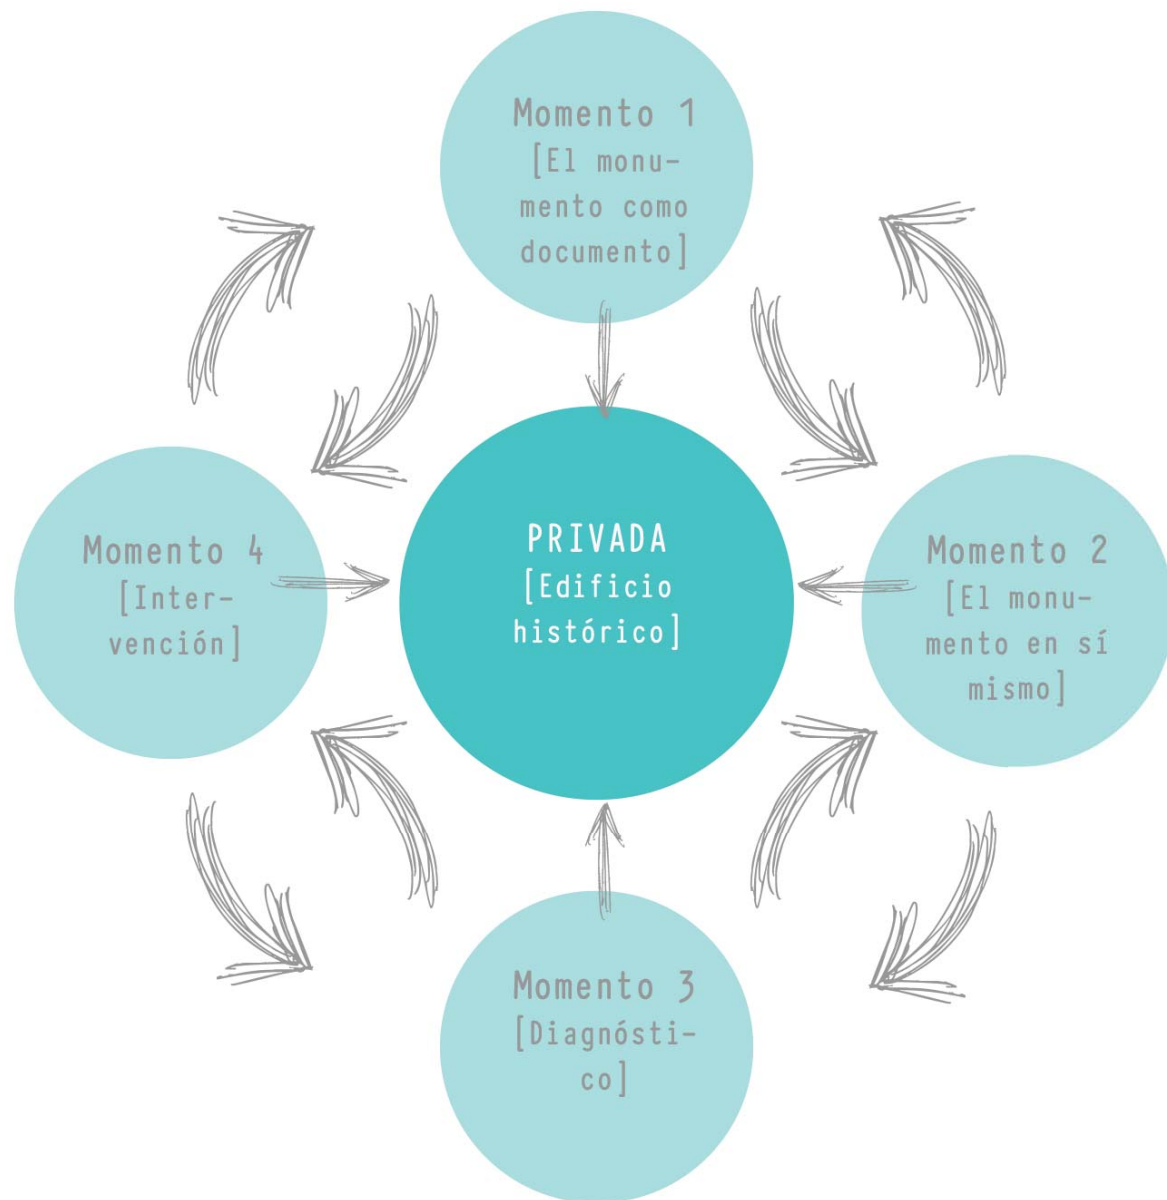 Momento 1
[El monu-
mento como
documento]
Momento 4
[Inter-
vención]
PRIVADA
[Edificio
histórico]
Momento 2
[El monu-
mento en sí
mismo]
Momento 3
[Diagnósti-
co]